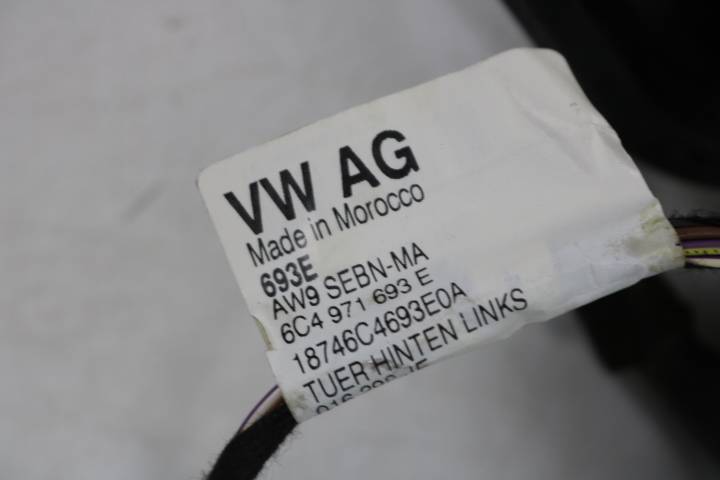 VW AG
Made in Morocco
693E
AW9 SEBN-MA
6C4 971 693 E
18746C4693E0A
TUER HINTEN LINKS